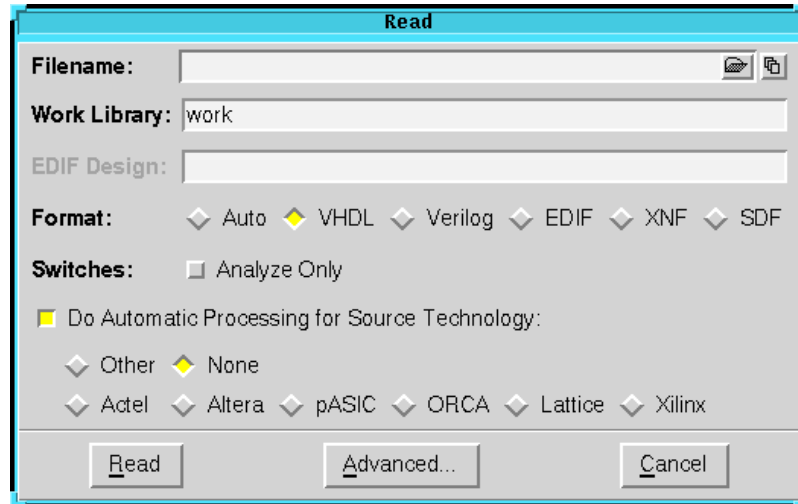 Read
Filename:
Work Library: work
EDIF Design:
Format: Auto VHDL Verilog EDIF XNF SDF
Switches: Analyze Only
Do Automatic Processing for Source Technology:
Other None
Actel Altera pASIC ORCA Lattice Xilinx
Read Advanced... Cancel